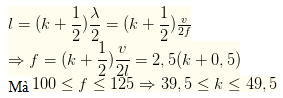 l = (k + 1/2) λ/2 = (k + 1/2) v/2f
⇒ f = (k + 1/2) v/2l = 2,5(k + 0,5)
Mà 100 ≤ f ≤ 125 ⇒ 39,5 ≤ k ≤ 49,5